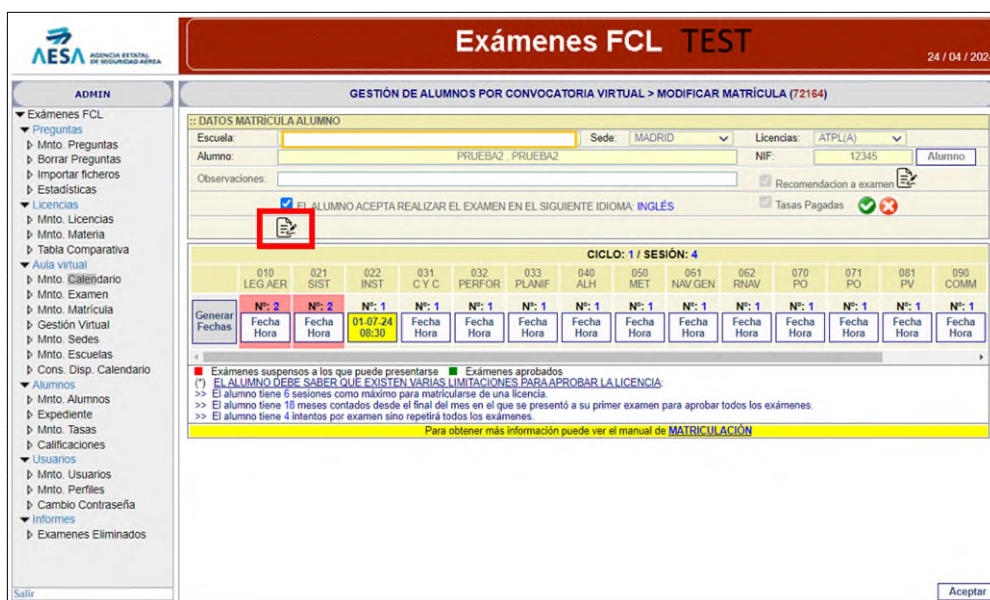 AESA AGENCIA ESTATAL DE SEGURIDAD AÉREA
Exámenes FCL TEST
24 / 04 / 202
ADMIN
Exámenes FCL
Preguntas
Mnto. Preguntas
Borrar Preguntas
Importar ficheros
Estadísticas
Licencias
Mnto. Licencias
Mnto. Materia
Tabla Comparativa
Aula virtual
Mnto. Calendario
Mnto. Examen
Mnto. Matrícula
Gestión Virtual
Mnto. Sedes
Mnto. Escuelas
Cons. Disp. Calendario
Alumnos
Mnto. Alumnos
Expediente
Mnto. Tasas
Calificaciones
Usuarios
Mnto. Usuarios
Mnto. Perfiles
Cambio Contraseña
Informes
Examenes Eliminados
Salir
GESTIÓN DE ALUMNOS POR CONVOCATORIA VIRTUAL > MODIFICAR MATRÍCULA (72164)
:: DATOS MATRÍCULA ALUMNO
Escuela: Sede: MADRID Licencias: ATPL(A)
Alumno: PRUEBA2 , PRUEBA2 NIF: 12345 Alumno
Observaciones: Recomendacion a examen
EL ALUMNO ACEPTA REALIZAR EL EXAMEN EN EL SIGUIENTE IDIOMA: INGLÉS Tasas Pagadas
CICLO: 1 / SESIÓN: 4
010 021 022 031 032 033 040 050 061 062 070 071 081 090
LEG.AER SIST INST C Y C PERFOR PLANIF ALH MET NAV GEN RNAV PO PO PV COMM
Nº: 2 Nº: 2 Nº: 1 Nº: 1 Nº: 1 Nº: 1 Nº: 1 Nº: 1 Nº: 1 Nº: 1 Nº: 1 Nº: 1 Nº: 1 Nº: 1
Generar Fecha Fecha 01-07-24 Fecha Fecha Fecha Fecha Fecha Fecha Fecha Fecha Fecha Fecha Fecha
Fechas Hora Hora 08:30 Hora Hora Hora Hora Hora Hora Hora Hora Hora Hora Hora
Exámenes suspensos a los que puede presentarse Exámenes aprobados
(*) EL ALUMNO DEBE SABER QUE EXISTEN VARIAS LIMITACIONES PARA APROBAR LA LICENCIA:
>> El alumno tiene 6 sesiones como máximo para matricularse de una licencia.
>> El alumno tiene 18 meses contados desde el final del mes en el que se presentó a su primer examen para aprobar todos los exámenes.
>> El alumno tiene 4 intentos por examen sino repetirá todos los exámenes.
Para obtener más información puede ver el manual de MATRICULACIÓN
Aceptar